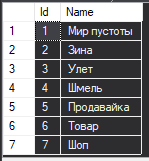 Id Name
1 1 Мир пустоты
2 2 Зина
3 3 Улет
4 4 Шмель
5 5 Продавайка
6 6 Товар
7 7 Шоп